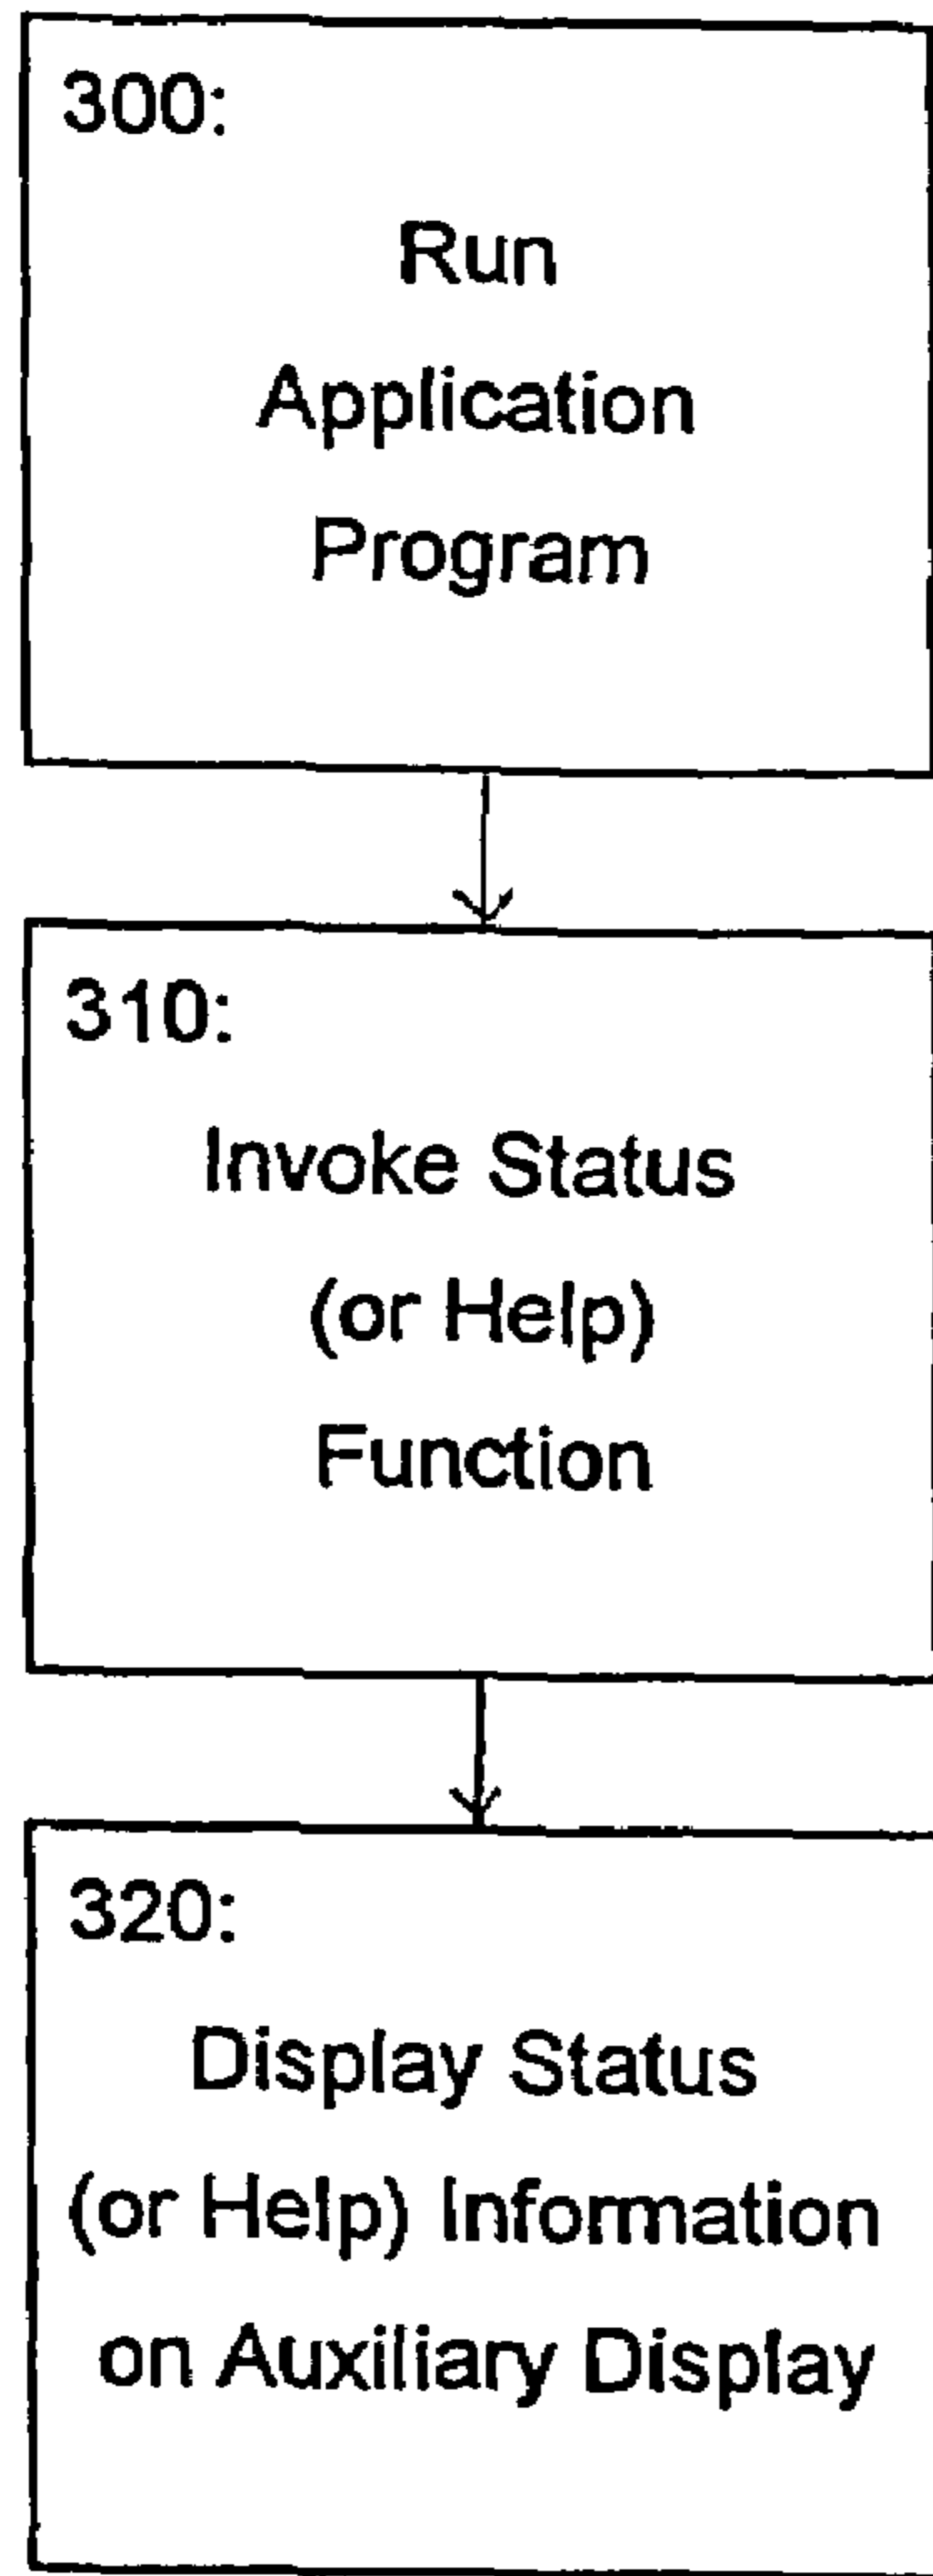 300:
Run
Application
Program
310:
Invoke Status
(or Help)
Function
320:
Display Status
(or Help) Information
on Auxiliary Display